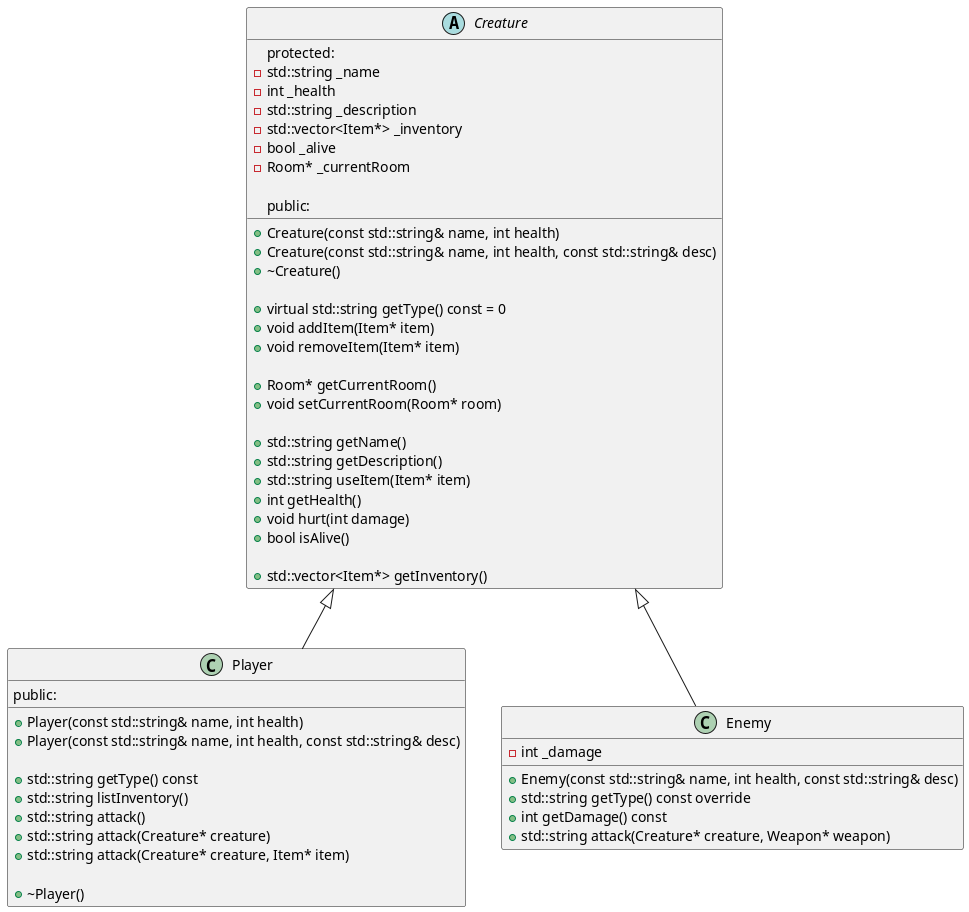 A Creature
protected:
std::string _name
int _health
std::string _description
std::vector<Item*> _inventory
bool _alive
Room* _currentRoom
public:
Creature(const std::string& name, int health)
Creature(const std::string& name, int health, const std::string& desc)
~Creature()
virtual std::string getType() const = 0
void addItem(Item* item)
void removeItem(Item* item)
Room* getCurrentRoom()
void setCurrentRoom(Room* room)
std::string getName()
std::string getDescription()
std::string useItem(Item* item)
int getHealth()
void hurt(int damage)
bool isAlive()
std::vector<Item*> getInventory()
C Player
public:
Player(const std::string& name, int health)
Player(const std::string& name, int health, const std::string& desc)
std::string getType() const
std::string listInventory()
std::string attack()
std::string attack(Creature* creature)
std::string attack(Creature* creature, Item* item)
~Player()
C Enemy
int _damage
Enemy(const std::string& name, int health, const std::string& desc)
std::string getType() const override
int getDamage() const
std::string attack(Creature* creature, Weapon* weapon)